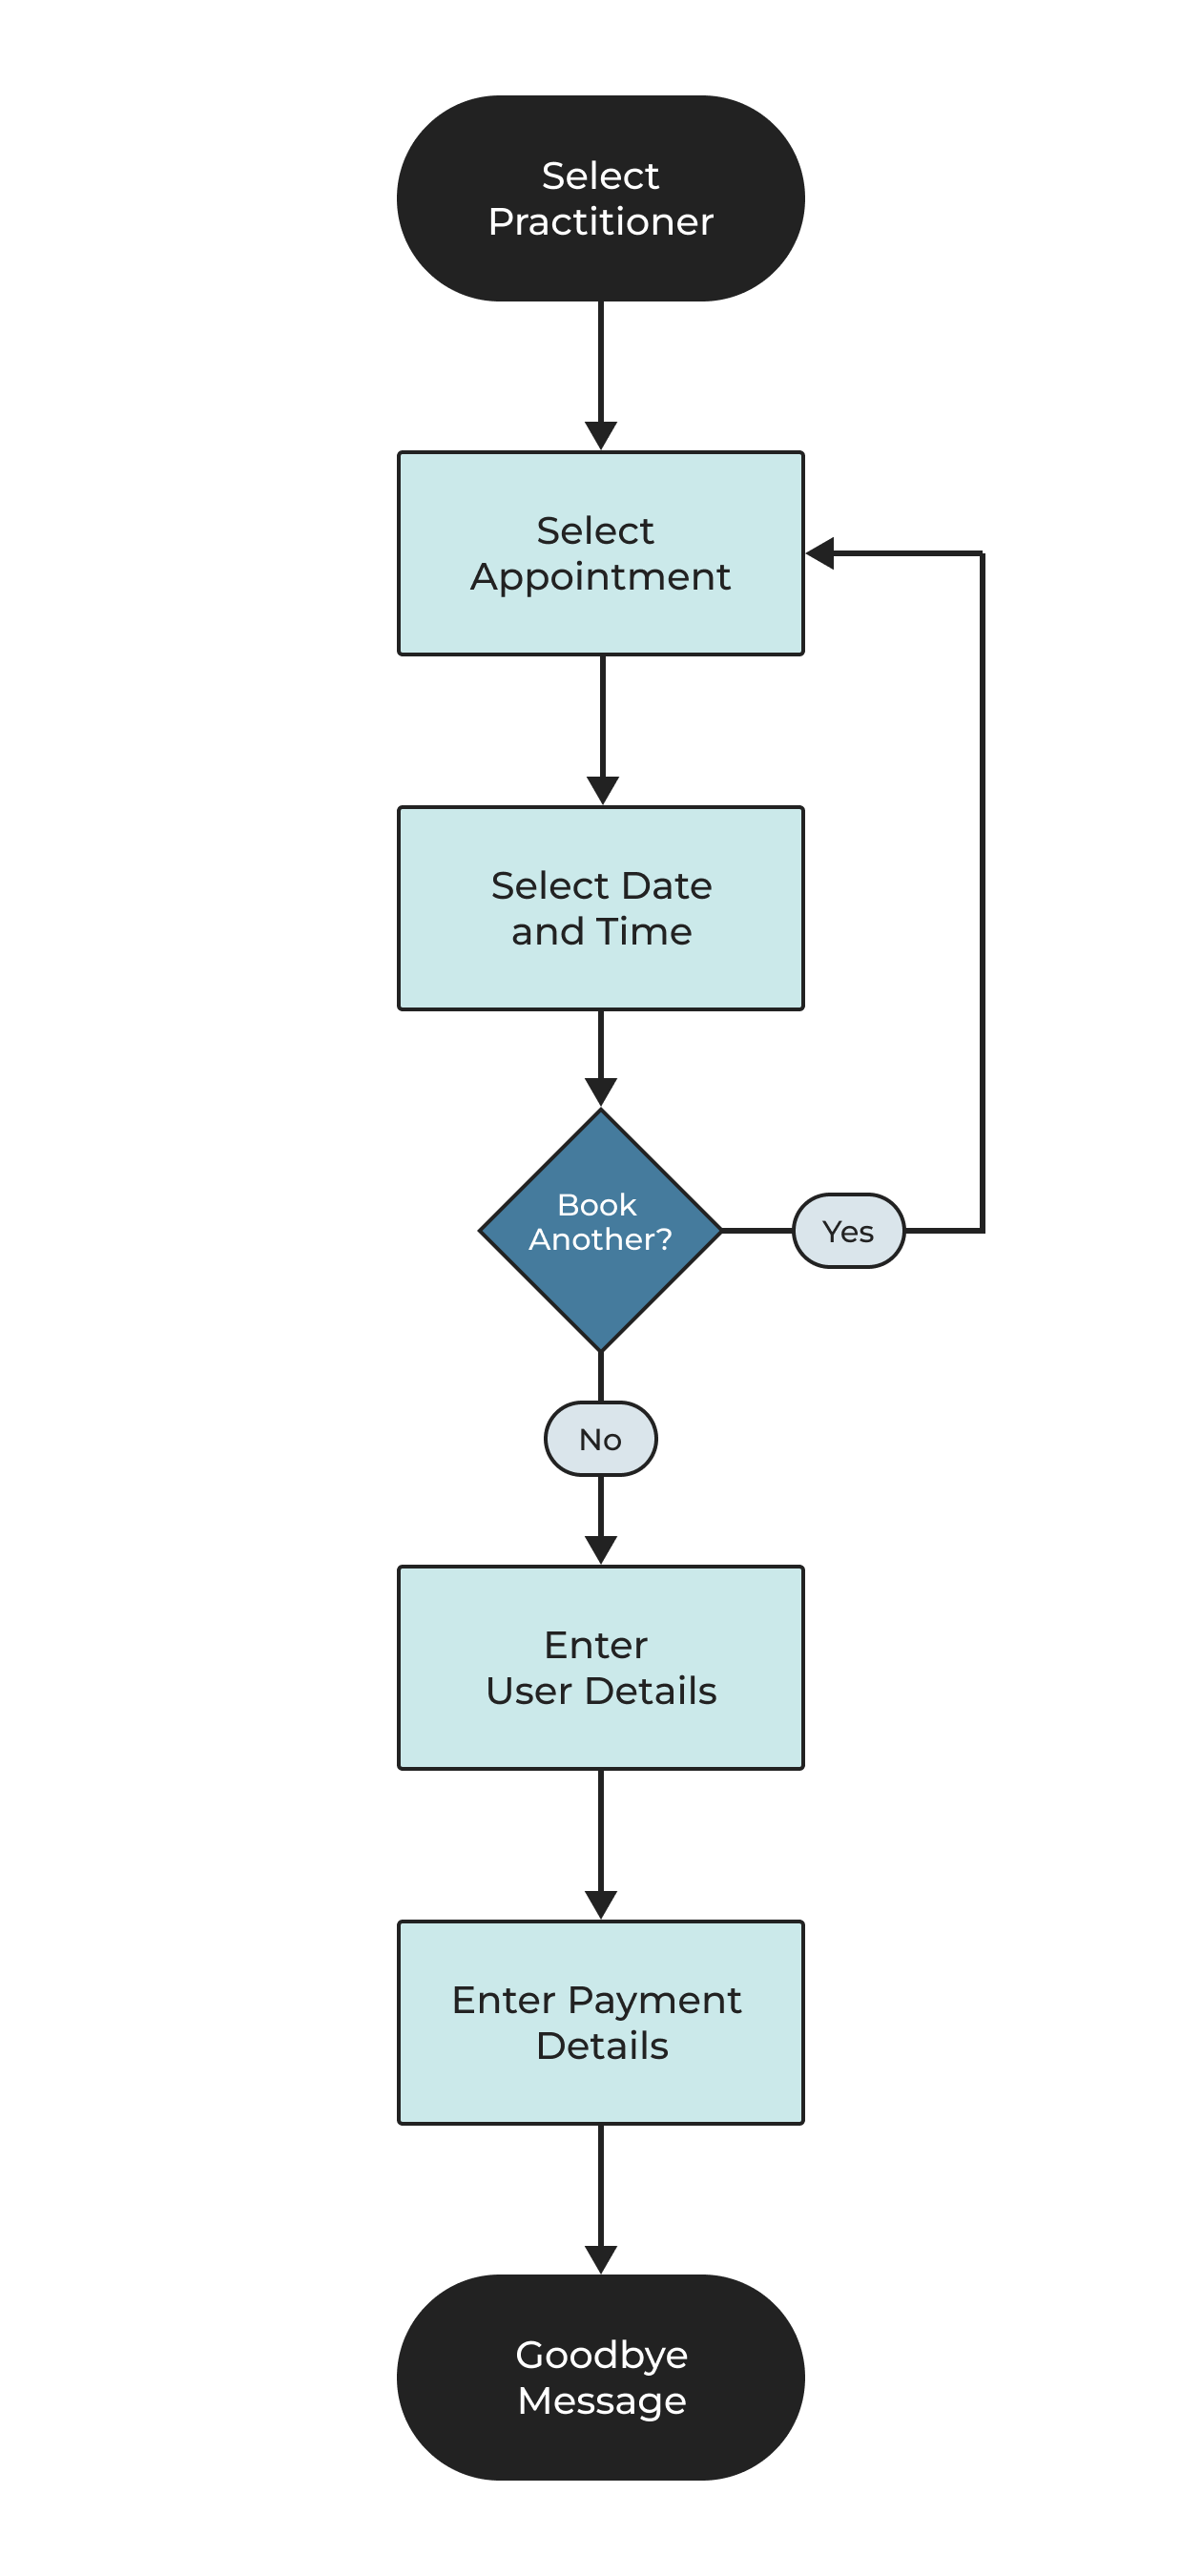 Select
Practitioner
Select
Appointment
Select Date
and Time
Book
Another?
Yes
No
Enter
User Details
Enter Payment
Details
Goodbye
Message